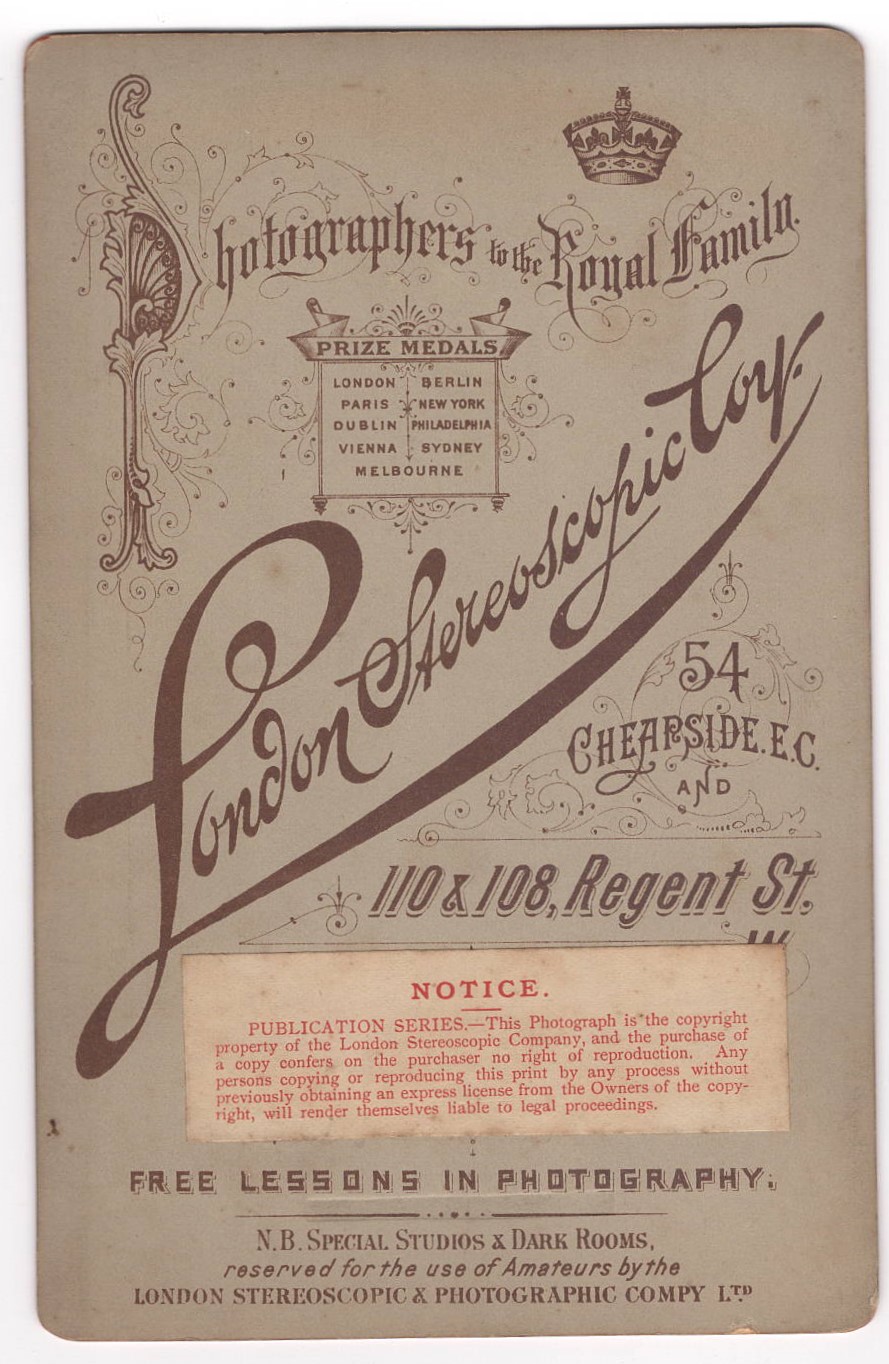 Photographers to the Royal Family.
PRIZE MEDALS
LONDON BERLIN
PARIS NEW YORK
DUBLIN PHILADELPHIA
VIENNA SYDNEY
MELBOURNE
London Stereoscopic Coy.
54
CHEAPSIDE. E.C.
AND
110 & 108, Regent St.
W
NOTICE.
PUBLICATION SERIES.—This Photograph is the copyright
property of the London Stereoscopic Company, and the purchase of
a copy confers on the purchaser no right of reproduction. Any
persons copying or reproducing this print by any process without
previously obtaining an express license from the Owners of the copy-
right, will render themselves liable to legal proceedings.
FREE LESSONS IN PHOTOGRAPHY.
N.B. SPECIAL STUDIOS & DARK ROOMS,
reserved for the use of Amateurs by the
LONDON STEREOSCOPIC & PHOTOGRAPHIC COMPY LTD